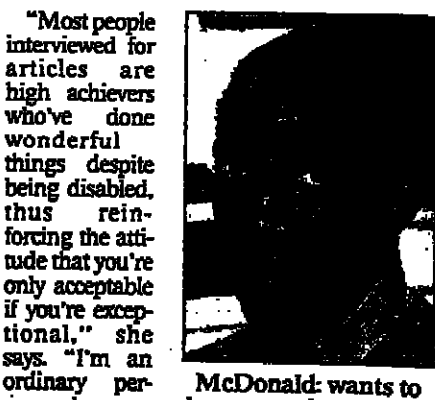 "Most people
interviewed for
articles are
high achievers
who've done
wonderful
things despite
being disabled,
thus rein-
forcing the atti-
tude that you're
only acceptable
if you're excep-
tional," she
says. "I'm an
ordinary per-
McDonald: wants to